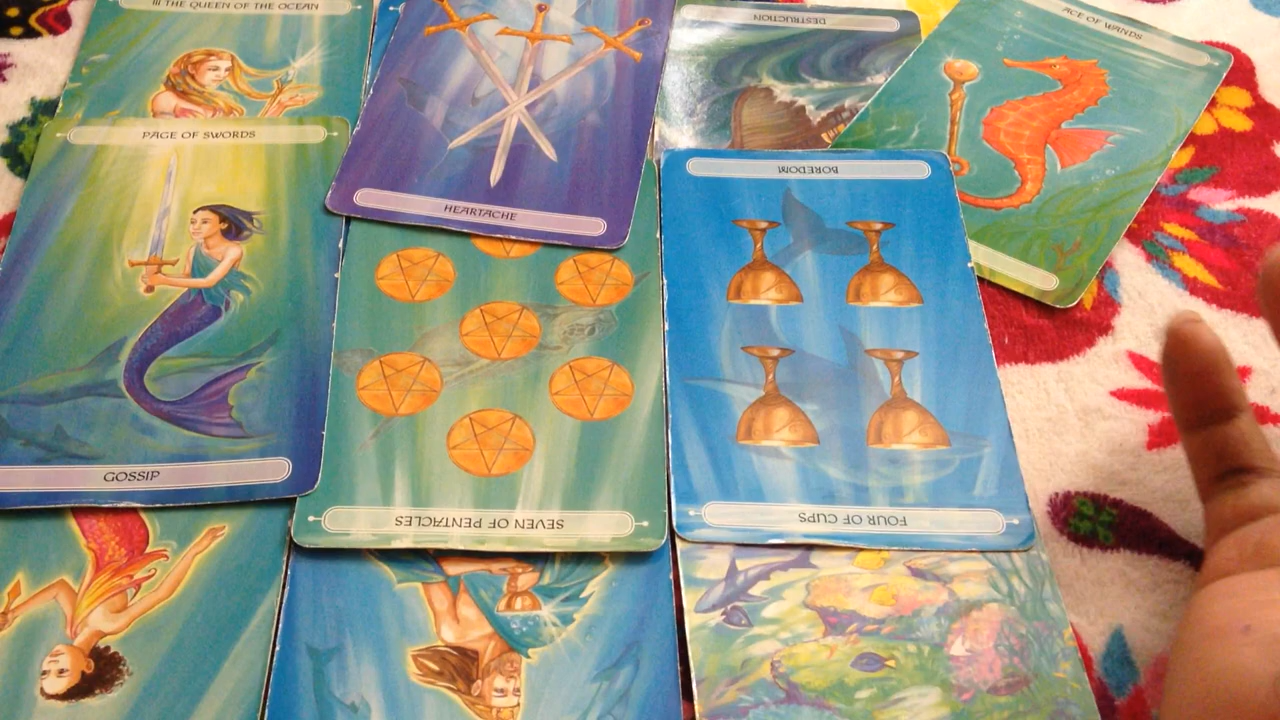 III THE QUEEN OF THE OCEAN
PAGE OF SWORDS
GOSSIP
HEARTACHE
SEVEN OF PENTACLES
DESTRUCTION
BOREDOM
FOUR OF CUPS
ACE OF WANDS